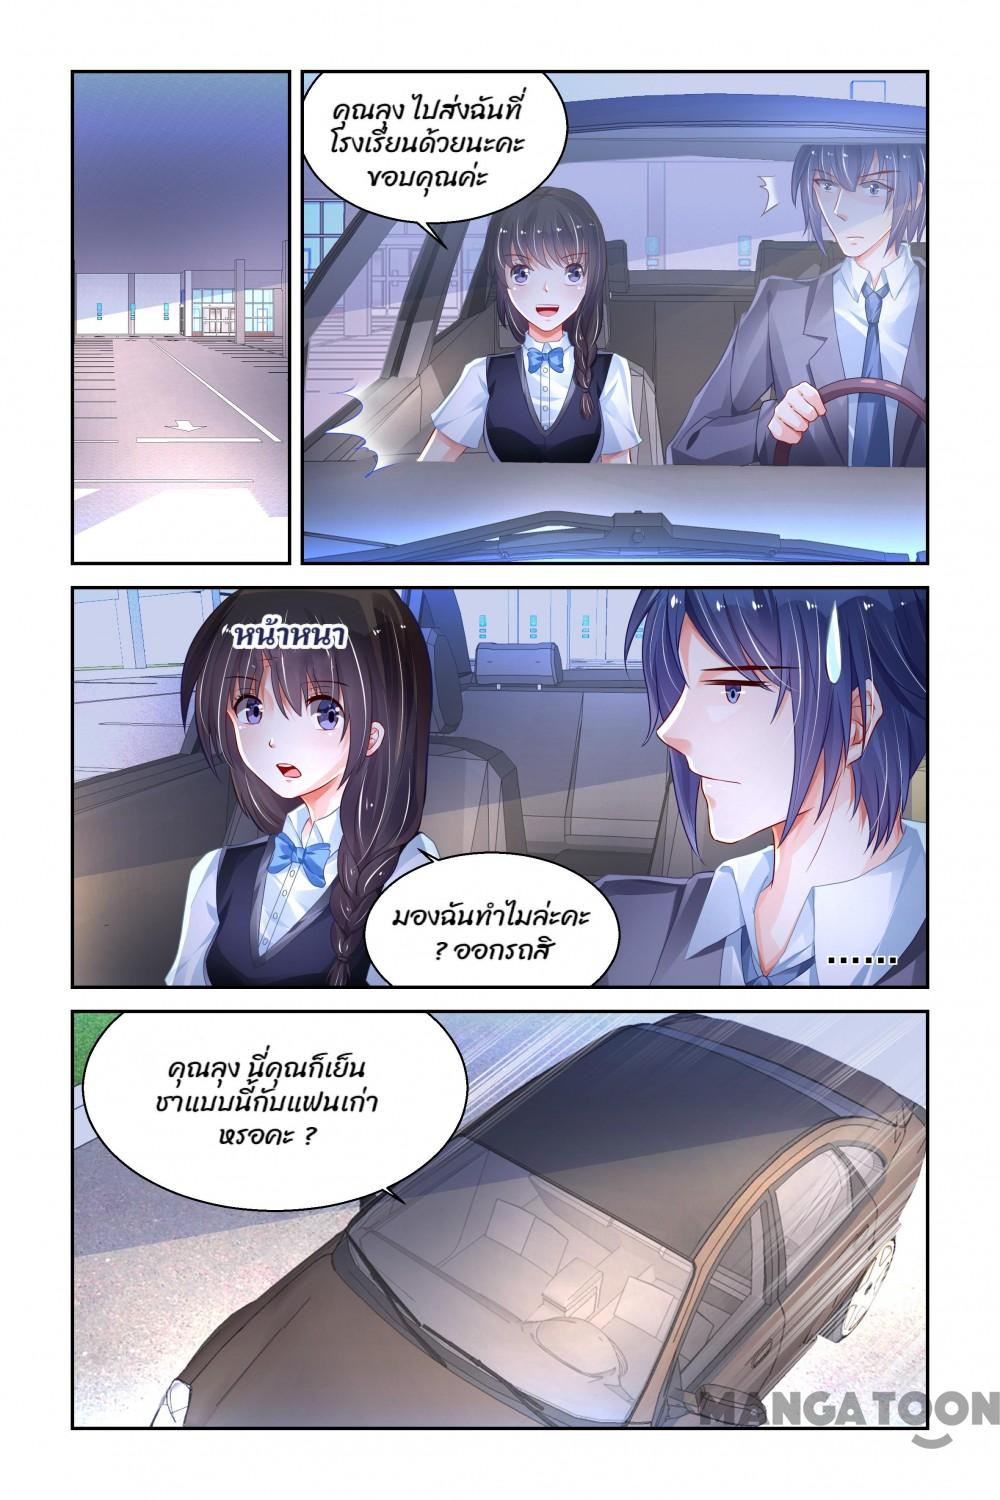 คุณลุง ไปส่งฉันที่
โรงเรียนด้วยนะคะ
ขอบคุณค่ะ
หน้าหนา
มองฉันทำไมล่ะคะ
? ออกรถสิ
......
คุณลุง นี่คุณก็เย็น
ชาแบบนี้กับแฟนเก่า
หรอคะ ?
MANGATOON